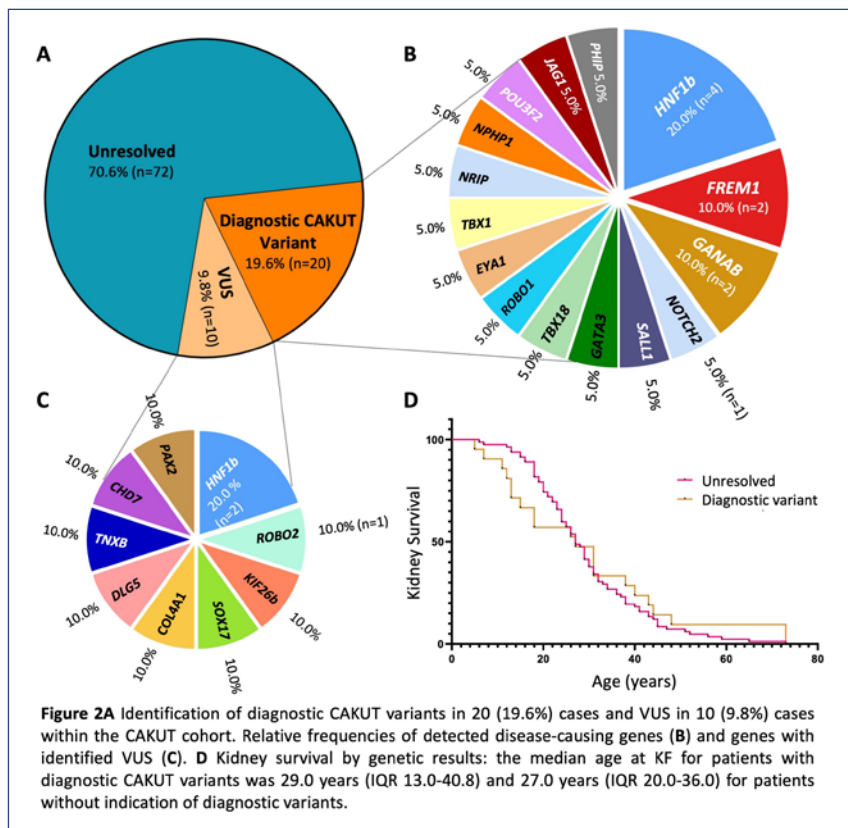 A
Unresolved
70.6% (n=72)
Diagnostic CAKUT
Variant
19.6% (n=20)
VUS
9.8% (n=10)
B
HNF1b
20.0% (n=4)
FREM1
10.0% (n=2)
GANAB
10.0% (n=2)
NOTCH2
5.0% (n=1)
SALL1
5.0%
GATA3
5.0%
TBX18
5.0%
ROBO1
5.0%
EYA1
5.0%
TBX1
5.0%
NRIP
5.0%
NPHP1
5.0%
POU3F2
5.0%
JAG1 5.0%
PHIP 5.0%
C
HNF1b
20.0 %
(n=2)
ROBO2
10.0% (n=1)
KIF26b
10.0%
SOX17
10.0%
COL4A1
10.0%
DLG5
10.0%
TNXB
10.0%
CHD7
10.0%
PAX2
10.0%
D
Kidney Survival
100
50
0
0
20
40
60
80
Age (years)
Unresolved
Diagnostic variant
Figure 2A Identification of diagnostic CAKUT variants in 20 (19.6%) cases and VUS in 10 (9.8%) cases
within the CAKUT cohort. Relative frequencies of detected disease-causing genes (B) and genes with
identified VUS (C). D Kidney survival by genetic results: the median age at KF for patients with
diagnostic CAKUT variants was 29.0 years (IQR 13.0-40.8) and 27.0 years (IQR 20.0-36.0) for patients
without indication of diagnostic variants.